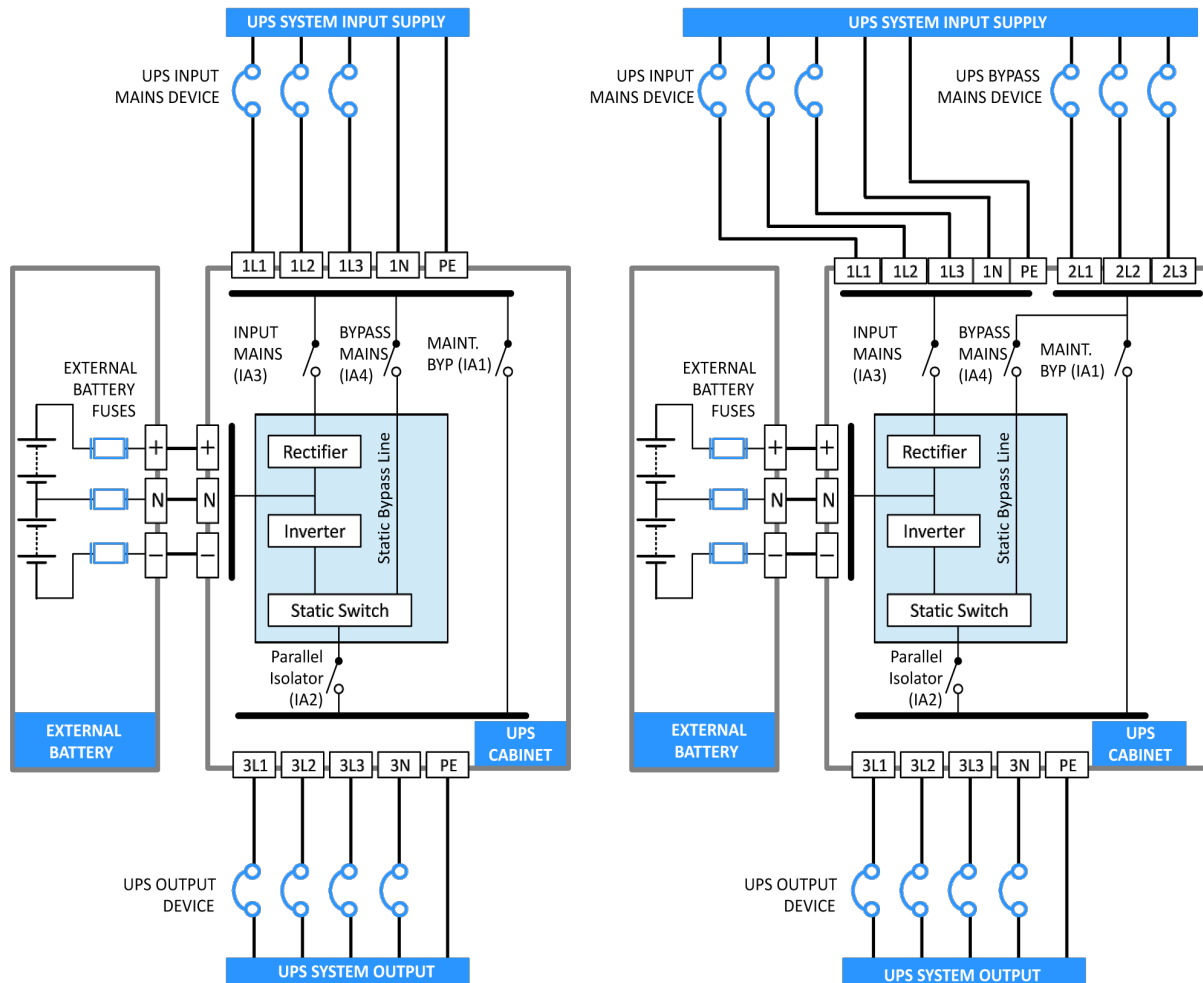 UPS SYSTEM INPUT SUPPLY
UPS INPUT
MAINS DEVICE
1L1 1L2 1L3 1N PE
INPUT
MAINS
(IA3)
BYPASS
MAINS
(IA4)
MAINT.
BYP (IA1)
EXTERNAL
BATTERY
FUSES
+ +
N N
− −
Rectifier
Inverter
Static Bypass Line
Static Switch
Parallel
Isolator
(IA2)
EXTERNAL
BATTERY
UPS
CABINET
3L1 3L2 3L3 3N PE
UPS OUTPUT
DEVICE
UPS SYSTEM OUTPUT
UPS SYSTEM INPUT SUPPLY
UPS INPUT
MAINS DEVICE
UPS BYPASS
MAINS DEVICE
1L1 1L2 1L3 1N PE 2L1 2L2 2L3
INPUT
MAINS
(IA3)
BYPASS
MAINS
(IA4)
MAINT.
BYP (IA1)
EXTERNAL
BATTERY
FUSES
+ +
N N
− −
Rectifier
Inverter
Static Bypass Line
Static Switch
Parallel
Isolator
(IA2)
EXTERNAL
BATTERY
UPS
CABINET
3L1 3L2 3L3 3N PE
UPS OUTPUT
DEVICE
UPS SYSTEM OUTPUT